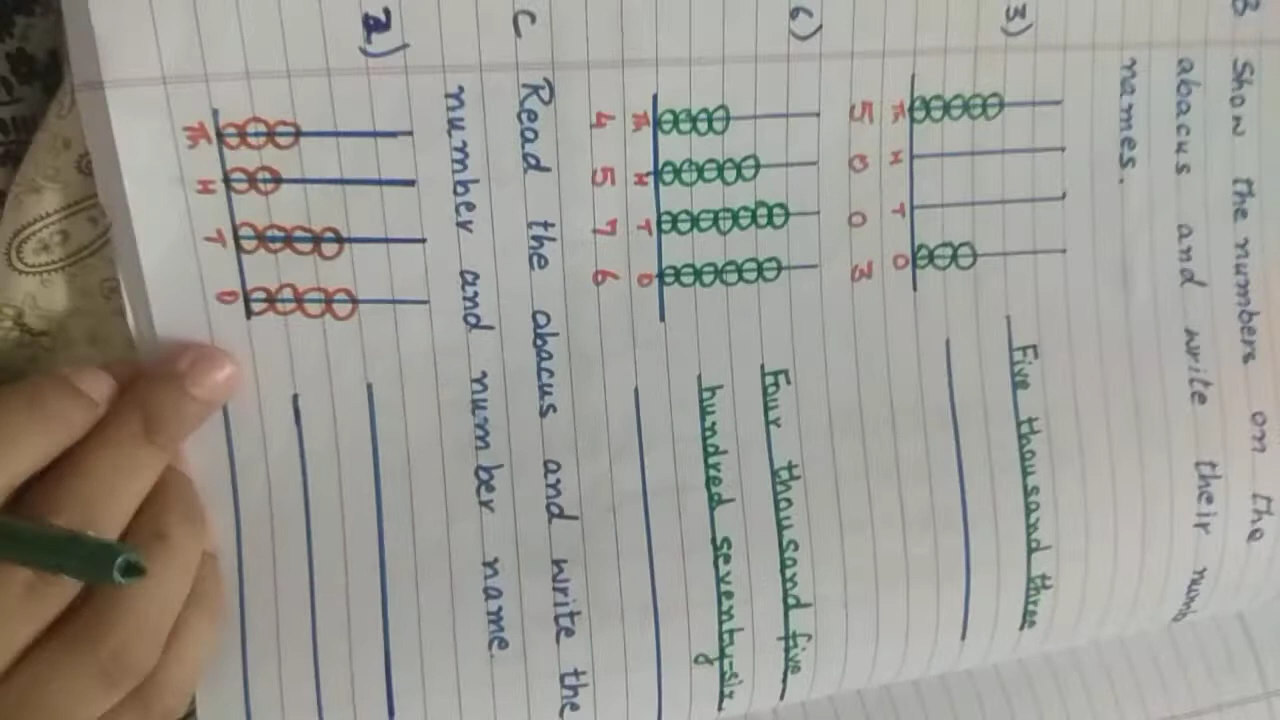 B Show the numbers on the
abacus and write their numb
names.
3)
Five thousand three
Th H T O
5 0 0 3
6)
Four thousand five
hundred seventy-six
Th H T O
4 5 7 6
C Read the abacus and write the
number and number name.
2)
Th H T O